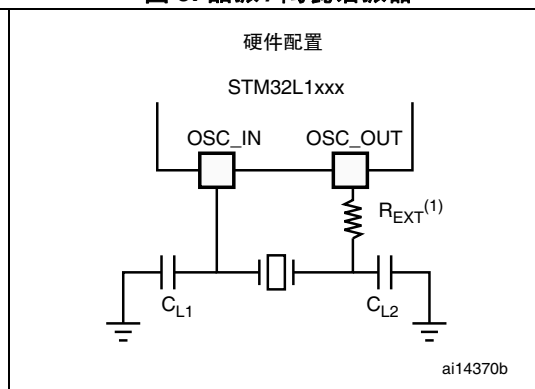 硬件配置
STM32L1xxx
OSC_IN OSC_OUT
REXT(1)
CL1
CL2
ai14370b